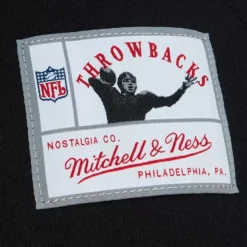 THROWBACKS
NFL
NOSTALGIA CO.
Mitchell & Ness
PHILADELPHIA, PA.